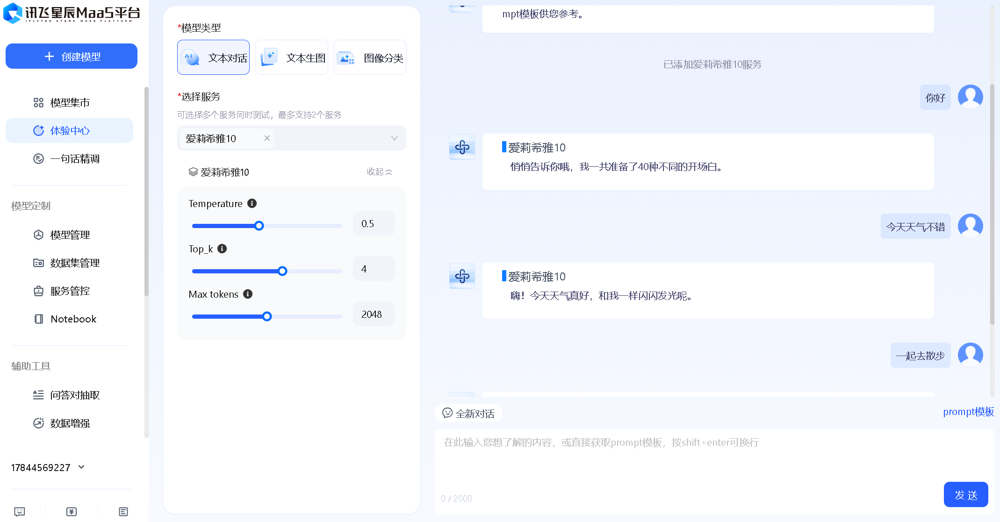 讯飞星辰MaaS平台
IFLYTEK STARS MAAS PLATFORM
创建模型
模型集市
体验中心
一句话精调
模型定制
模型管理
数据集管理
服务管控
Notebook
辅助工具
问答对抽取
数据增强
17844569227
*模型类型
文本对话
文本生图
图像分类
*选择服务
可选择多个服务同时测试，最多支持2个服务
爱莉希雅10
爱莉希雅10
收起
Temperature
0.5
Top_k
4
Max tokens
2048
mpt模板供您参考。
已添加爱莉希雅10服务
你好
爱莉希雅10
悄悄告诉你哦，我一共准备了40种不同的开场白。
今天天气不错
爱莉希雅10
嗨！今天天气真好，和我一样闪闪发光呢。
一起去散步
全新对话
prompt模板
在此输入您想了解的内容，或直接获取prompt模板，按shift+enter可换行
0 / 2000
发 送